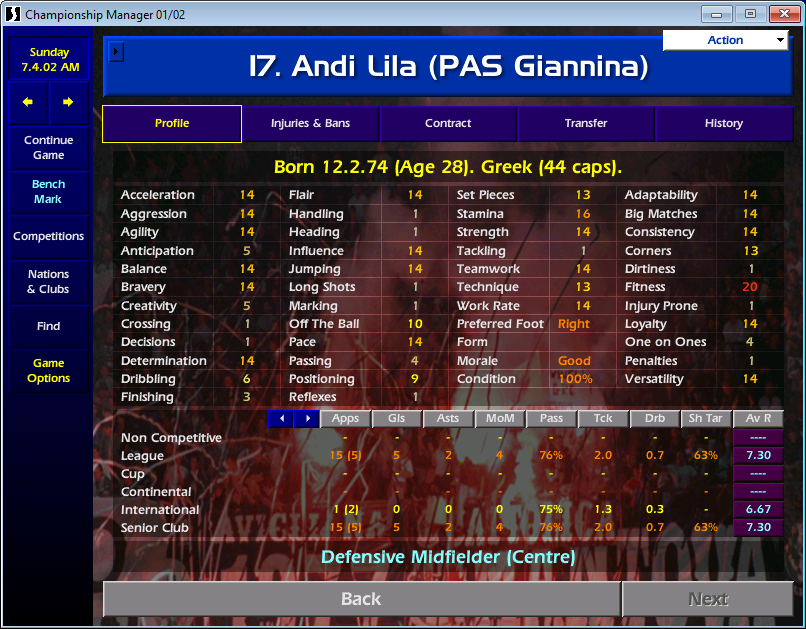 Championship Manager 01/02
Sunday
7.4.02 AM
Action
17. Andi Lila (PAS Giannina)
Continue
Game
Bench
Mark
Competitions
Nations
& Clubs
Find
Game
Options
Profile Injuries & Bans Contract Transfer History
Born 12.2.74 (Age 28). Greek (44 caps).
Acceleration 14 Flair 14 Set Pieces 13 Adaptability 14
Aggression 14 Handling 1 Stamina 16 Big Matches 14
Agility 14 Heading 1 Strength 14 Consistency 14
Anticipation 5 Influence 14 Tackling 1 Corners 13
Balance 14 Jumping 14 Teamwork 14 Dirtiness 1
Bravery 14 Long Shots 1 Technique 13 Fitness 20
Creativity 5 Marking 1 Work Rate 14 Injury Prone 1
Crossing 1 Off The Ball 10 Preferred Foot Right Loyalty 14
Decisions 1 Pace 14 Form One on Ones 4
Determination 14 Passing 4 Morale Good Penalties 1
Dribbling 6 Positioning 9 Condition 100% Versatility 14
Finishing 3 Reflexes 1
Apps Gls Asts MoM Pass Tck Drb Sh Tar Av R
Non Competitive - - - - - - - - ----
League 15 (5) 5 2 4 76% 2.0 0.7 63% 7.30
Cup - - - - - - - - ----
Continental - - - - - - - - ----
International 1 (2) 0 0 0 75% 1.3 0.3 - 6.67
Senior Club 15 (5) 5 2 4 76% 2.0 0.7 63% 7.30
Defensive Midfielder (Centre)
Back Next